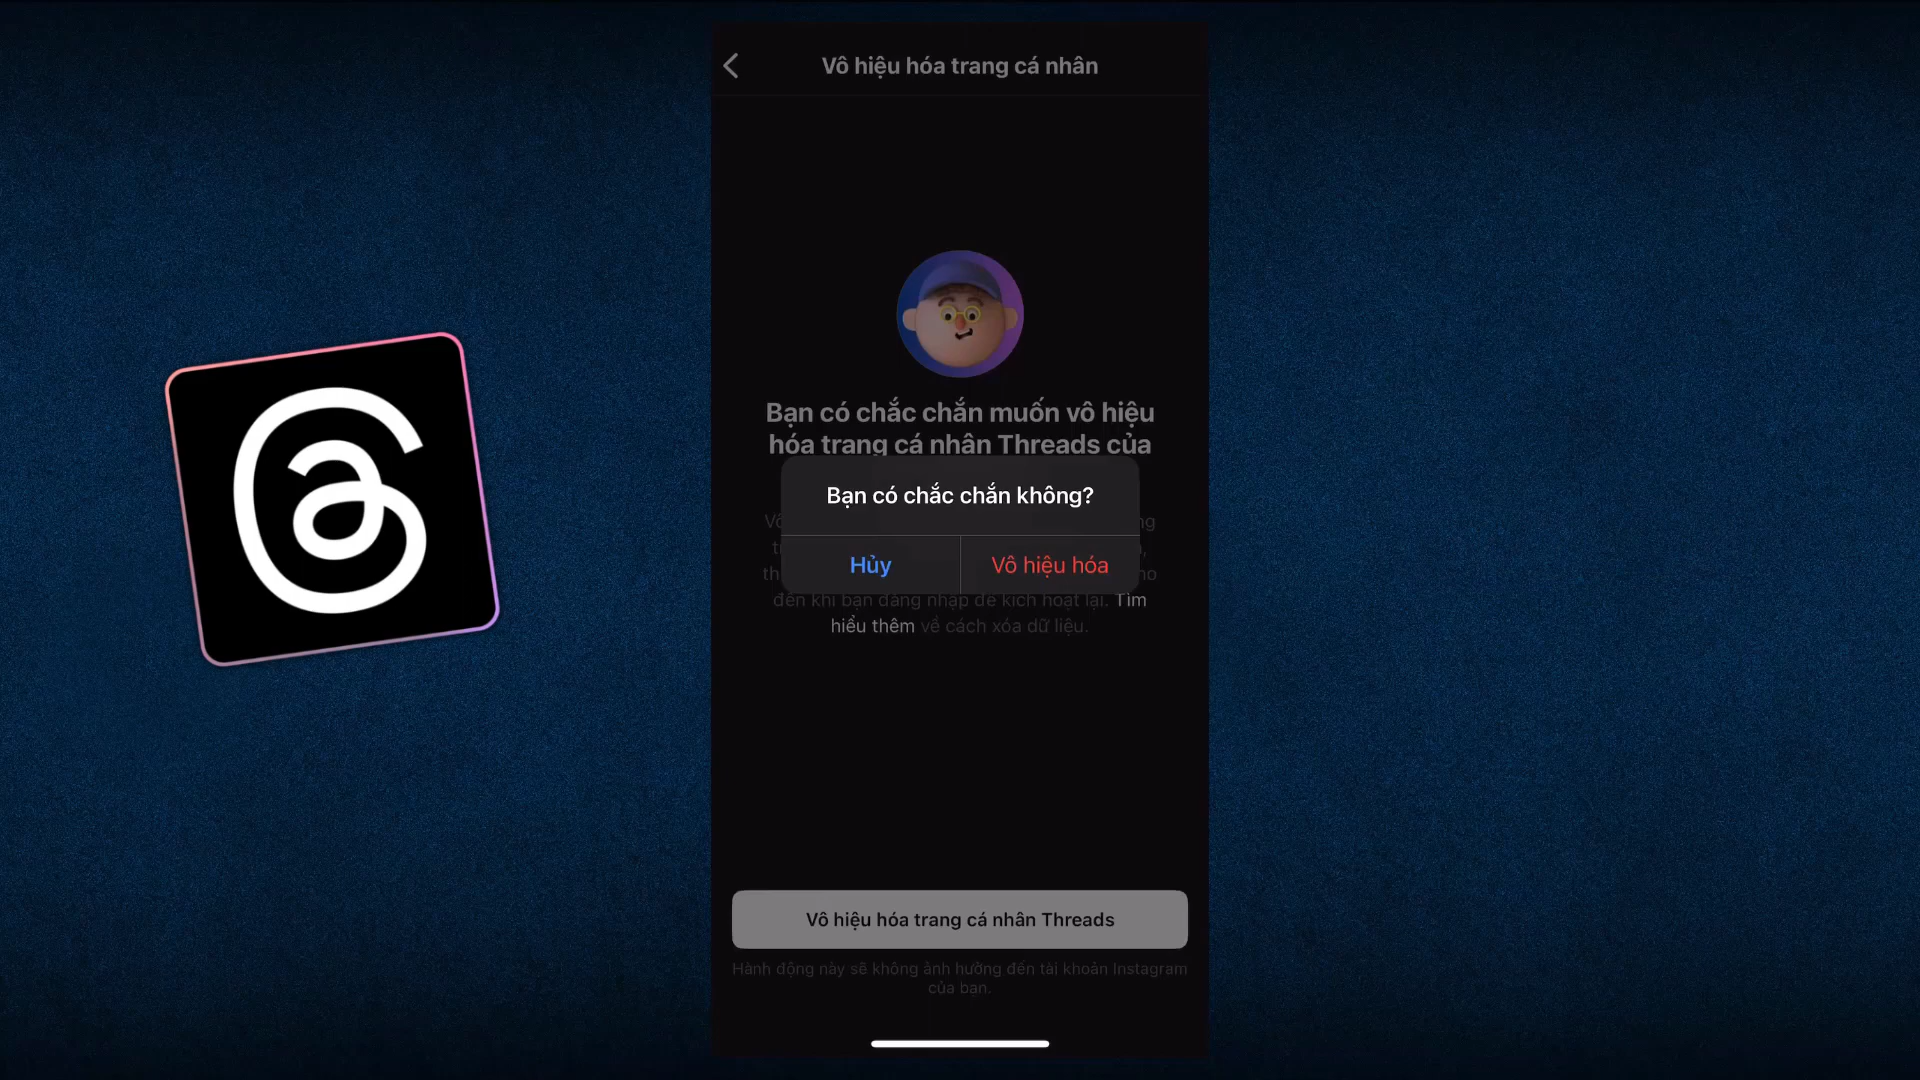 Vô hiệu hóa trang cá nhân
Bạn có chắc chắn muốn vô hiệu
hóa trang cá nhân Threads của
Bạn có chắc chắn không?
Hủy
Vô hiệu hóa
đến khi bạn đăng nhập để kích hoạt lại. Tìm
hiểu thêm về cách xóa dữ liệu.
Vô hiệu hóa trang cá nhân Threads
Hành động này sẽ không ảnh hưởng đến tài khoản Instagram
của bạn.